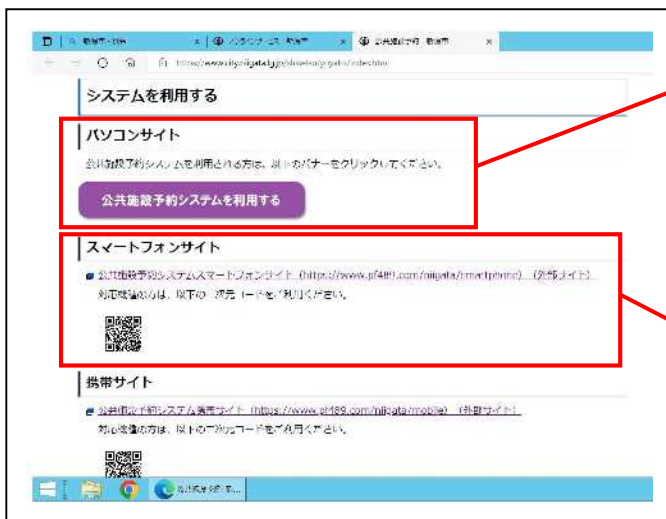 システムを利用する
パソコンサイト
公共施設予約システムを利用される方は、以下のバナーをクリックしてください。
公共施設予約システムを利用する
スマートフォンサイト
公共施設予約システムスマートフォンサイト（https://www.pf489.com/niigata/smartphone）（外部サイト）
対応機種の方は、以下の二次元コードをご利用ください。
携帯サイト
公共施設予約システム携帯サイト（https://www.pf489.com/niigata/mobile）（外部サイト）
対応機種の方は、以下の二次元コードをご利用ください。